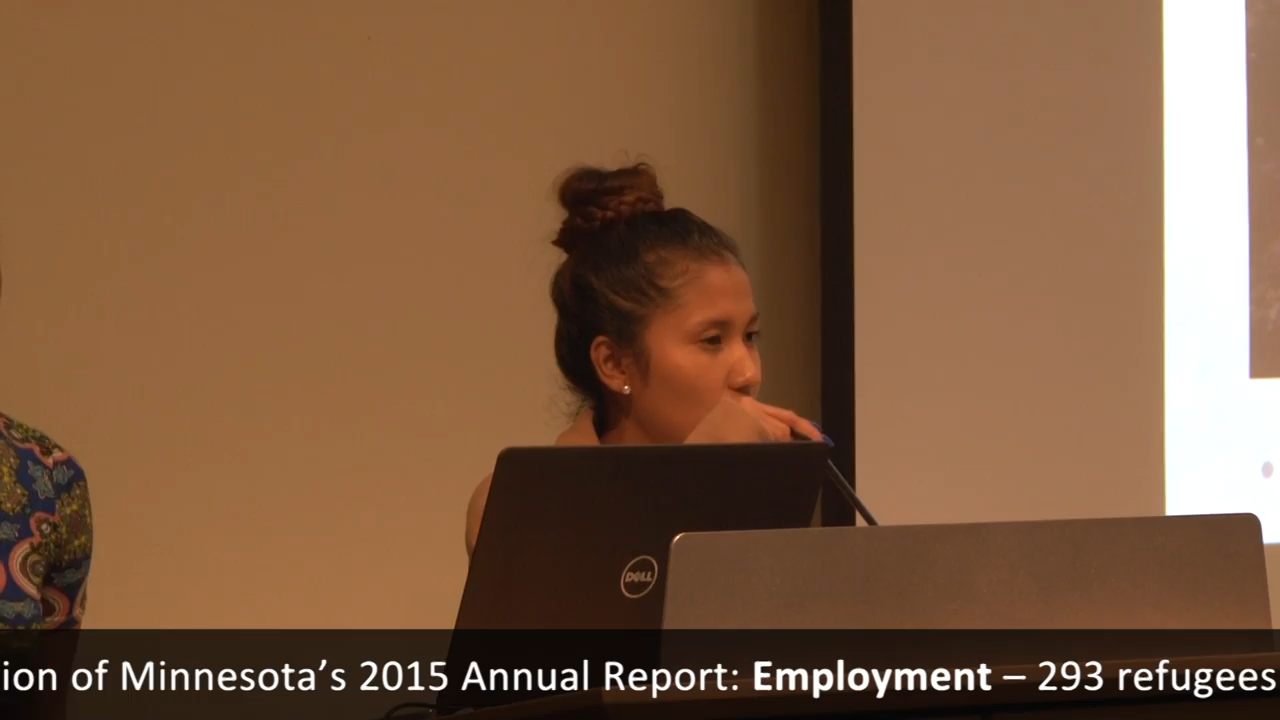 DELL
ion of Minnesota’s 2015 Annual Report: Employment – 293 refugees